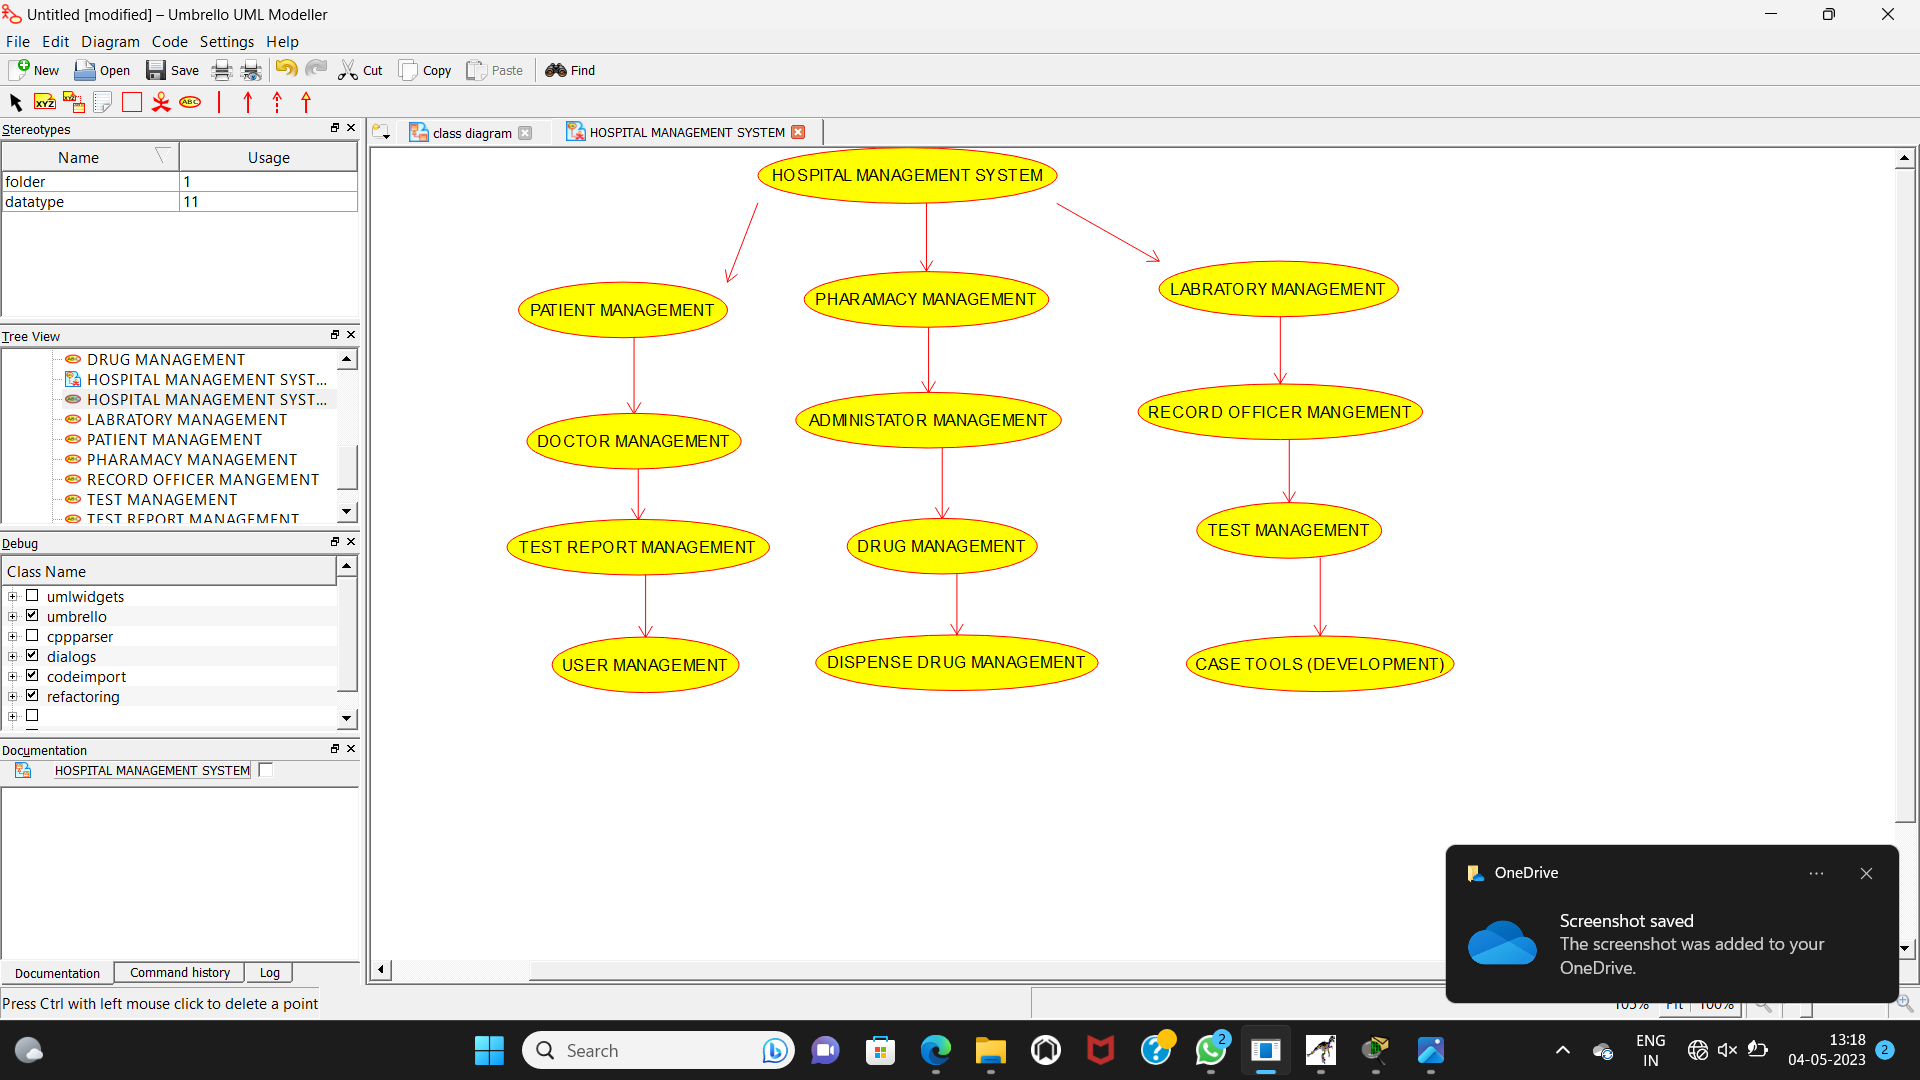 Untitled [modified] – Umbrello UML Modeller
File Edit Diagram Code Settings Help
New Open Save Cut Copy Paste Find
XYZ XYZ ABC
Stereotypes
Name Usage
folder 1
datatype 11
Tree View
DRUG MANAGEMENT
HOSPITAL MANAGEMENT SYST...
HOSPITAL MANAGEMENT SYST...
LABRATORY MANAGEMENT
PATIENT MANAGEMENT
PHARAMACY MANAGEMENT
RECORD OFFICER MANGEMENT
TEST MANAGEMENT
TEST REPORT MANAGEMENT
Debug
Class Name
umlwidgets
umbrello
cppparser
dialogs
codeimport
refactoring
Documentation
HOSPITAL MANAGEMENT SYSTEM
Documentation Command history Log
Press Ctrl with left mouse click to delete a point
class diagram HOSPITAL MANAGEMENT SYSTEM
HOSPITAL MANAGEMENT SYSTEM
PATIENT MANAGEMENT
PHARAMACY MANAGEMENT
LABRATORY MANAGEMENT
DOCTOR MANAGEMENT
ADMINISTATOR MANAGEMENT
RECORD OFFICER MANGEMENT
TEST REPORT MANAGEMENT
DRUG MANAGEMENT
TEST MANAGEMENT
USER MANAGEMENT
DISPENSE DRUG MANAGEMENT
CASE TOOLS (DEVELOPMENT)
OneDrive
Screenshot saved
The screenshot was added to your
OneDrive.
105% Fit 100%
Search
2
ENG
IN
13:18
04-05-2023
2